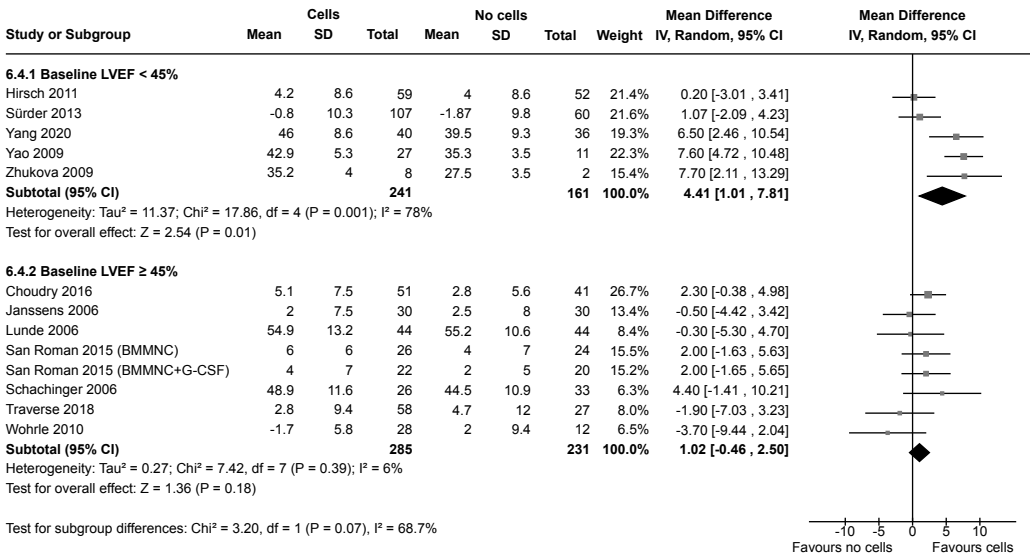 Cells No cells Mean Difference Mean Difference
Study or Subgroup Mean SD Total Mean SD Total Weight IV, Random, 95% CI IV, Random, 95% CI
6.4.1 Baseline LVEF < 45%
Hirsch 2011 4.2 8.6 59 4 8.6 52 21.4% 0.20 [-3.01 , 3.41]
Sürder 2013 -0.8 10.3 107 -1.87 9.8 60 21.6% 1.07 [-2.09 , 4.23]
Yang 2020 46 8.6 40 39.5 9.3 36 19.3% 6.50 [2.46 , 10.54]
Yao 2009 42.9 5.3 27 35.3 3.5 11 22.3% 7.60 [4.72 , 10.48]
Zhukova 2009 35.2 4 8 27.5 3.5 2 15.4% 7.70 [2.11 , 13.29]
Subtotal (95% CI) 241 161 100.0% 4.41 [1.01 , 7.81]
Heterogeneity: Tau² = 11.37; Chi² = 17.86, df = 4 (P = 0.001); I² = 78%
Test for overall effect: Z = 2.54 (P = 0.01)
6.4.2 Baseline LVEF ≥ 45%
Choudry 2016 5.1 7.5 51 2.8 5.6 41 26.7% 2.30 [-0.38 , 4.98]
Janssens 2006 2 7.5 30 2.5 8 30 13.4% -0.50 [-4.42 , 3.42]
Lunde 2006 54.9 13.2 44 55.2 10.6 44 8.4% -0.30 [-5.30 , 4.70]
San Roman 2015 (BMMNC) 6 6 26 4 7 24 15.5% 2.00 [-1.63 , 5.63]
San Roman 2015 (BMMNC+G-CSF) 4 7 22 2 5 20 15.3% 2.00 [-1.65 , 5.65]
Schachinger 2006 48.9 11.6 26 44.5 10.9 33 6.3% 4.40 [-1.41 , 10.21]
Traverse 2018 2.8 9.4 58 4.7 12 27 8.0% -1.90 [-7.03 , 3.23]
Wohrle 2010 -1.7 5.8 28 2 9.4 12 6.5% -3.70 [-9.44 , 2.04]
Subtotal (95% CI) 285 231 100.0% 1.02 [-0.46 , 2.50]
Heterogeneity: Tau² = 0.27; Chi² = 7.42, df = 7 (P = 0.39); I² = 6%
Test for overall effect: Z = 1.36 (P = 0.18)
Test for subgroup differences: Chi² = 3.20, df = 1 (P = 0.07), I² = 68.7%
-10 -5 0 5 10
Favours no cells Favours cells